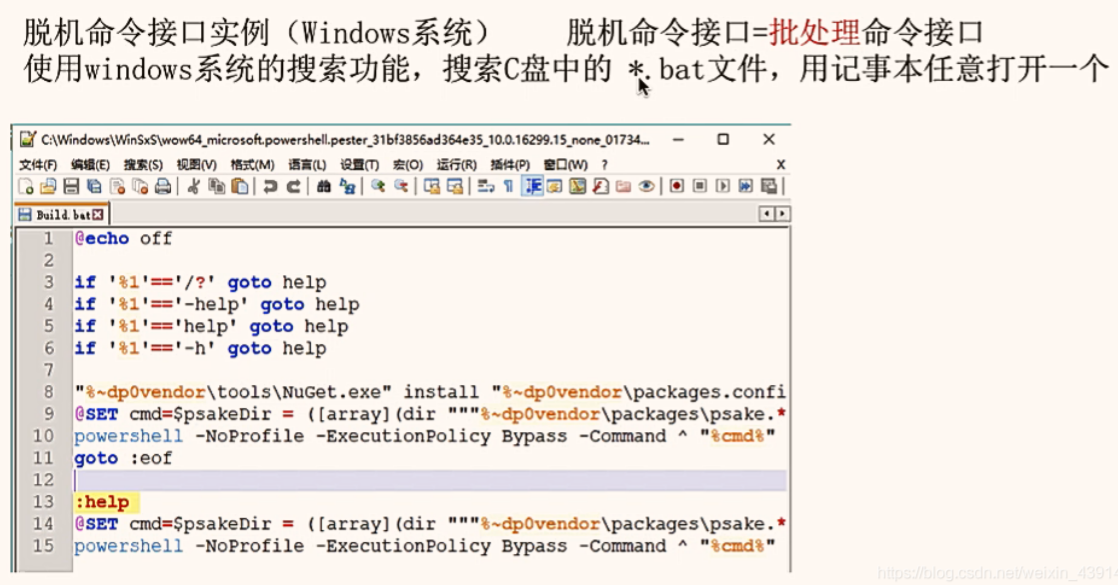 脱机命令接口实例（Windows系统）  脱机命令接口=批处理命令接口
使用windows系统的搜索功能，搜索C盘中的 *.bat文件，用记事本任意打开一个
C:\Windows\WinSxS\wow64_microsoft.powershell.pester_31bf3856ad364e35_10.0.16299.15_none_01734...
文件(F) 编辑(E) 搜索(S) 视图(V) 格式(M) 语言(L) 设置(T) 宏(O) 运行(R) 插件(P) 窗口(W) ? X
Build.bat
1 @echo off
2
3 if '%1'=='/?' goto help
4 if '%1'=='-help' goto help
5 if '%1'=='help' goto help
6 if '%1'=='-h' goto help
7
8 "%~dp0vendor\tools\NuGet.exe" install "%~dp0vendor\packages.confi
9 @SET cmd=$psakeDir = ([array](dir """%~dp0vendor\packages\psake.*
10 powershell -NoProfile -ExecutionPolicy Bypass -Command ^ "%cmd%"
11 goto :eof
12
13 :help
14 @SET cmd=$psakeDir = ([array](dir """%~dp0vendor\packages\psake.*
15 powershell -NoProfile -ExecutionPolicy Bypass -Command ^ "%cmd%"
https://blog.csdn.net/weixin_4391